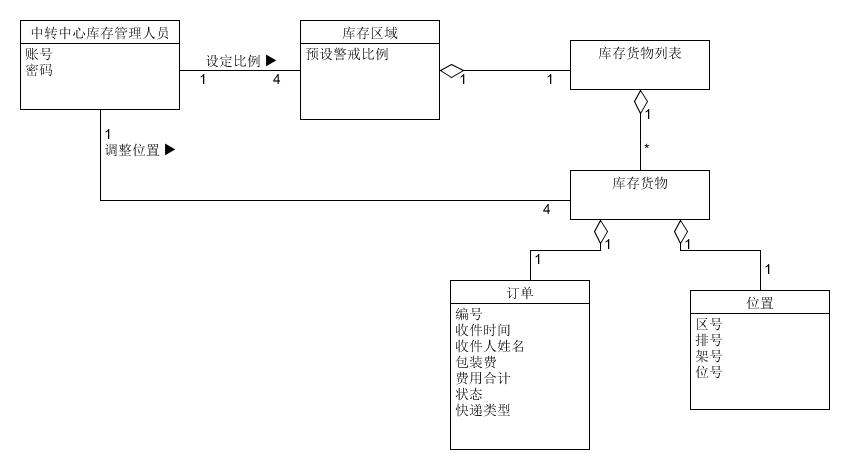 中转中心库存管理人员
账号
密码
设定比例 ▶
1
4
库存区域
预设警戒比例
1
1
库存货物列表
1
*
1
调整位置 ▶
4
库存货物
1
1
1
1
订单
编号
收件时间
收件人姓名
包装费
费用合计
状态
快递类型
位置
区号
排号
架号
位号